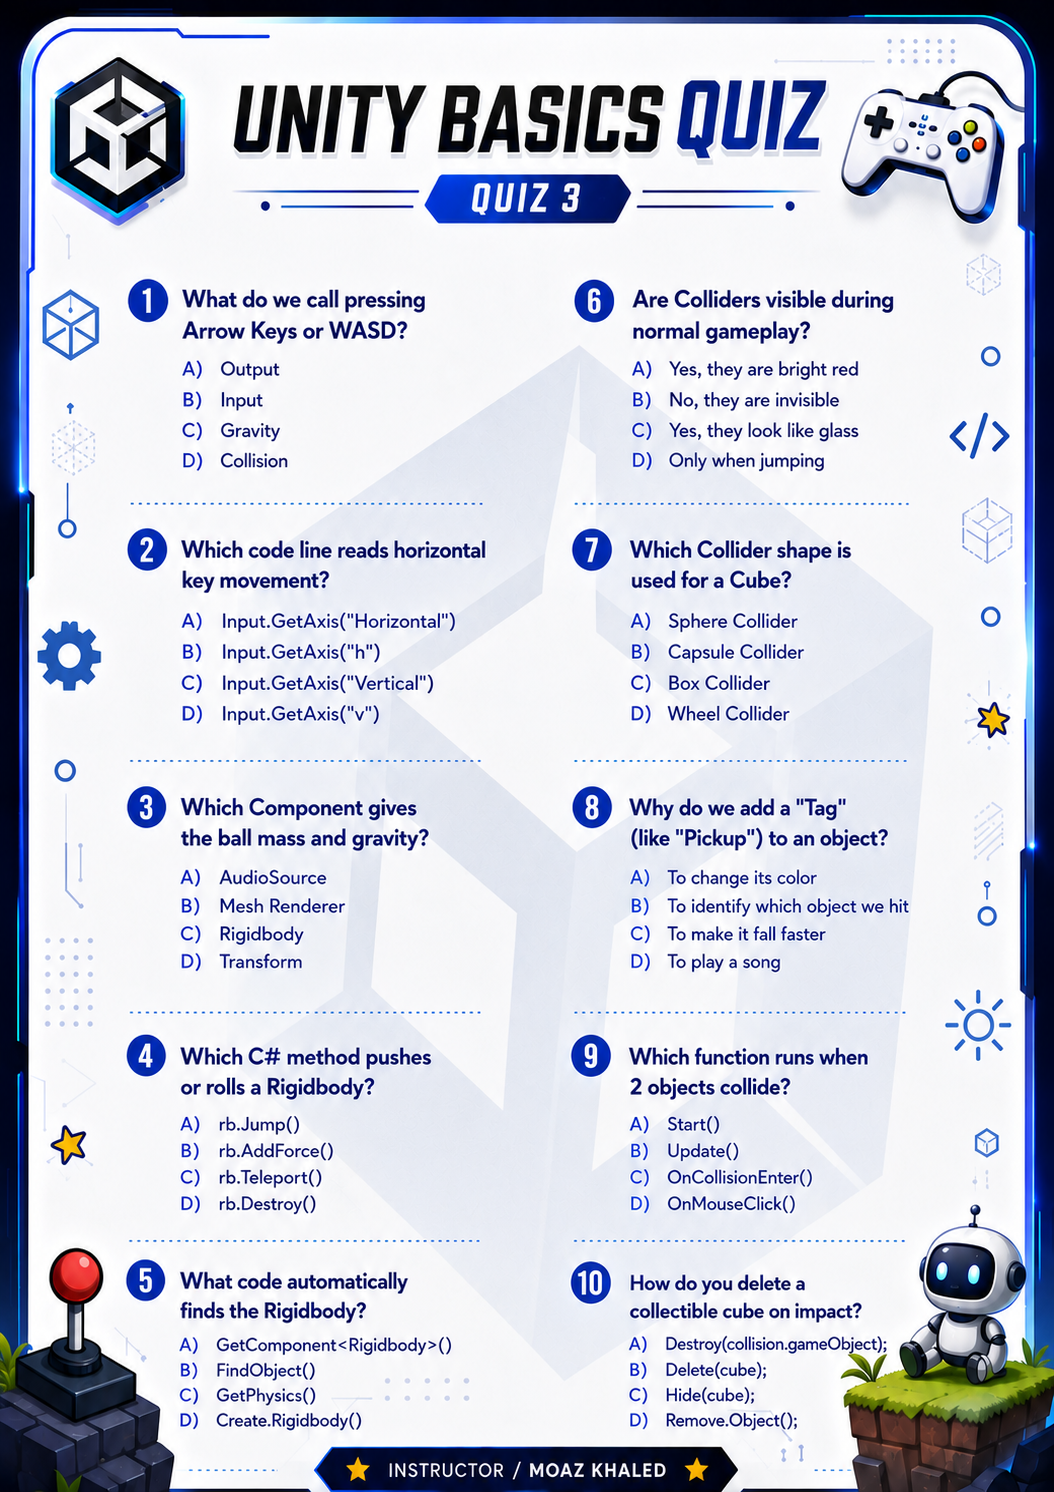 UNITY BASICS QUIZ
QUIZ 3
1 What do we call pressing
Arrow Keys or WASD?
A) Output
B) Input
C) Gravity
D) Collision
2 Which code line reads horizontal
key movement?
A) Input.GetAxis("Horizontal")
B) Input.GetAxis("h")
C) Input.GetAxis("Vertical")
D) Input.GetAxis("v")
3 Which Component gives
the ball mass and gravity?
A) AudioSource
B) Mesh Renderer
C) Rigidbody
D) Transform
4 Which C# method pushes
or rolls a Rigidbody?
A) rb.Jump()
B) rb.AddForce()
C) rb.Teleport()
D) rb.Destroy()
5 What code automatically
finds the Rigidbody?
A) GetComponent<Rigidbody>()
B) FindObject()
C) GetPhysics()
D) Create.Rigidbody()
6 Are Colliders visible during
normal gameplay?
A) Yes, they are bright red
B) No, they are invisible
C) Yes, they look like glass
D) Only when jumping
7 Which Collider shape is
used for a Cube?
A) Sphere Collider
B) Capsule Collider
C) Box Collider
D) Wheel Collider
8 Why do we add a "Tag"
(like "Pickup") to an object?
A) To change its color
B) To identify which object we hit
C) To make it fall faster
D) To play a song
9 Which function runs when
2 objects collide?
A) Start()
B) Update()
C) OnCollisionEnter()
D) OnMouseClick()
10 How do you delete a
collectible cube on impact?
A) Destroy(collision.gameObject);
B) Delete(cube);
C) Hide(cube);
D) Remove.Object();
INSTRUCTOR / MOAZ KHALED